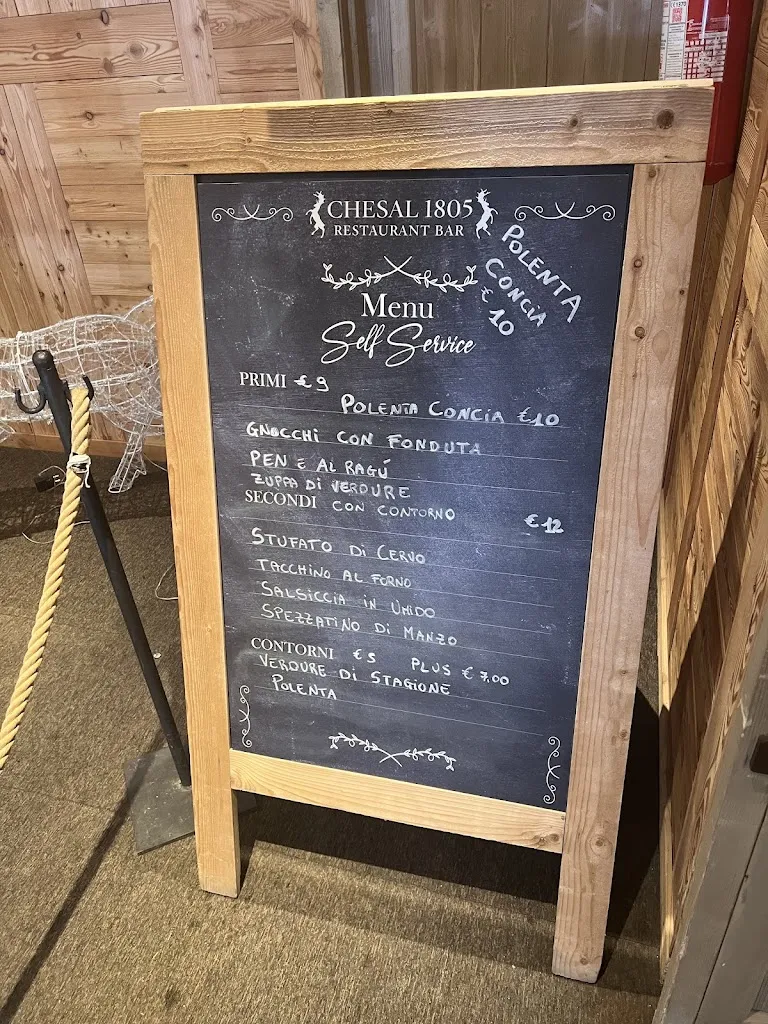 CHESAL 1805
RESTAURANT BAR
POLENTA
CONCIA
€ 10
Menu
Self Service
PRIMI € 9
POLENTA CONCIA €10
GNOCCHI CON FONDUTA
PEN E AL RAGÚ
ZUPPA DI VERDURE
SECONDI CON CONTORNO €12
STUFATO DI CERVO
TACCHINO AL FORNO
SALSICCIA IN UMIDO
SPEZZATINO DI MANZO
CONTORNI €5 PLUS €7,00
VERDURE DI STAGIONE
POLENTA